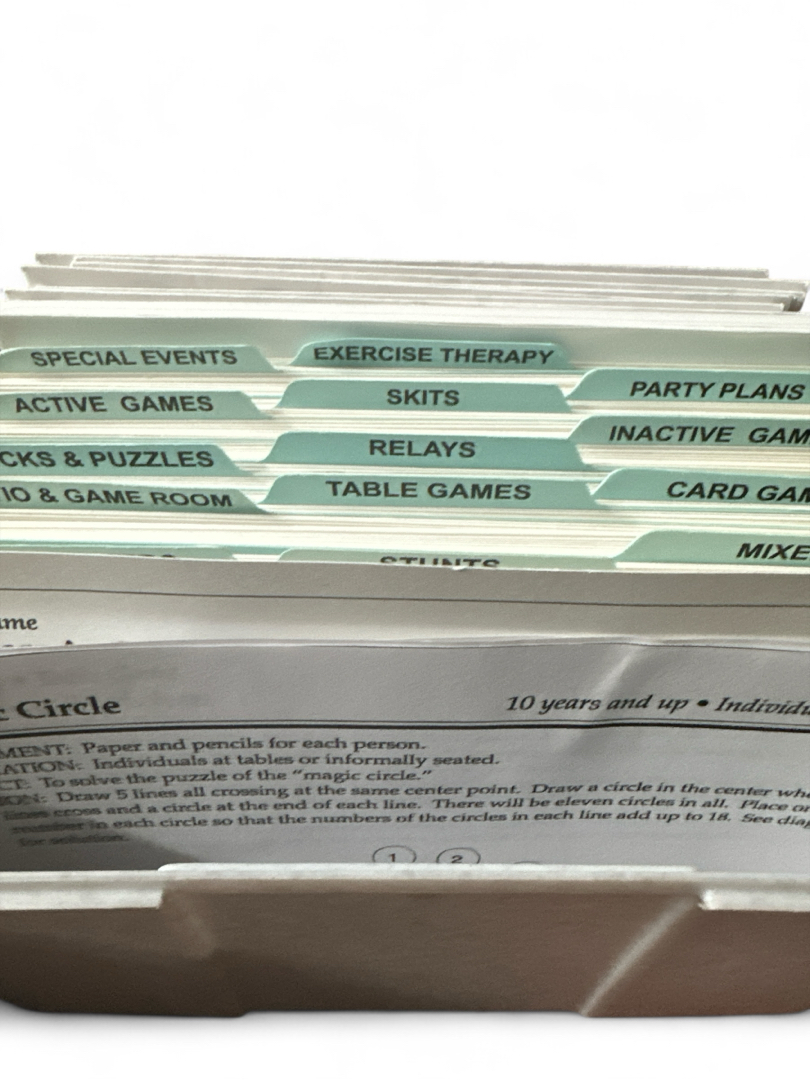 SPECIAL EVENTS
EXERCISE THERAPY
PARTY PLANS
ACTIVE GAMES
SKITS
INACTIVE GAM
CKS & PUZZLES
RELAYS
IO & GAME ROOM
TABLE GAMES
CARD GAM
STUNTS
MIXE
ame
c Circle
10 years and up • Individu
MENT: Paper and pencils for each person.
ATION: Individuals at tables or informally seated.
CT: To solve the puzzle of the "magic circle."
ION: Draw 5 lines all crossing at the same center point. Draw a circle in the center whe
lines cross and a circle at the end of each line. There will be eleven circles in all. Place or
number in each circle so that the numbers of the circles in each line add up to 18. See diag
for solution.
1 2